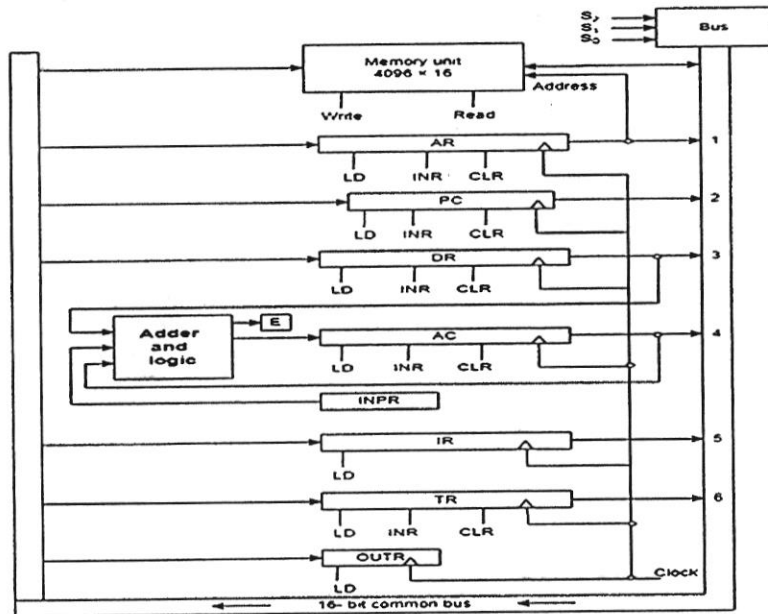 S₂
S₁
S₀
Bus
Memory unit
4096 × 16
Address
Write Read
AR 1
LD INR CLR
PC 2
LD INR CLR
DR 3
LD INR CLR
Adder
and
logic
E
AC 4
LD INR CLR
INPR
IR 5
LD
TR 6
LD INR CLR
OUTR
LD
Clock
16- bit common bus